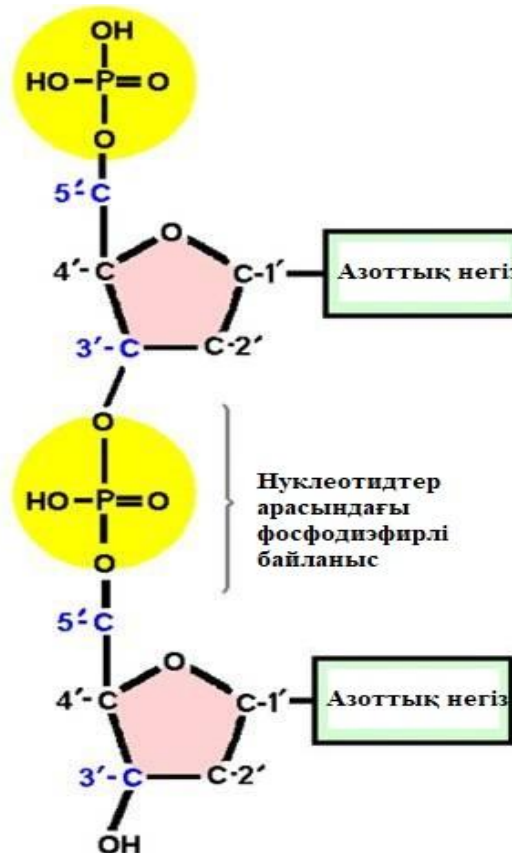 OH
HO-P=O
O
5′-C
O
4′-C
C-1′
Азоттық негіз
3′-C
C-2′
O
HO-P=O
O
Нуклеотидтер
арасындағы
фосфодиэфирлі
байланыс
5′-C
O
4′-C
C-1′
Азоттық негіз
3′-C
C-2′
OH